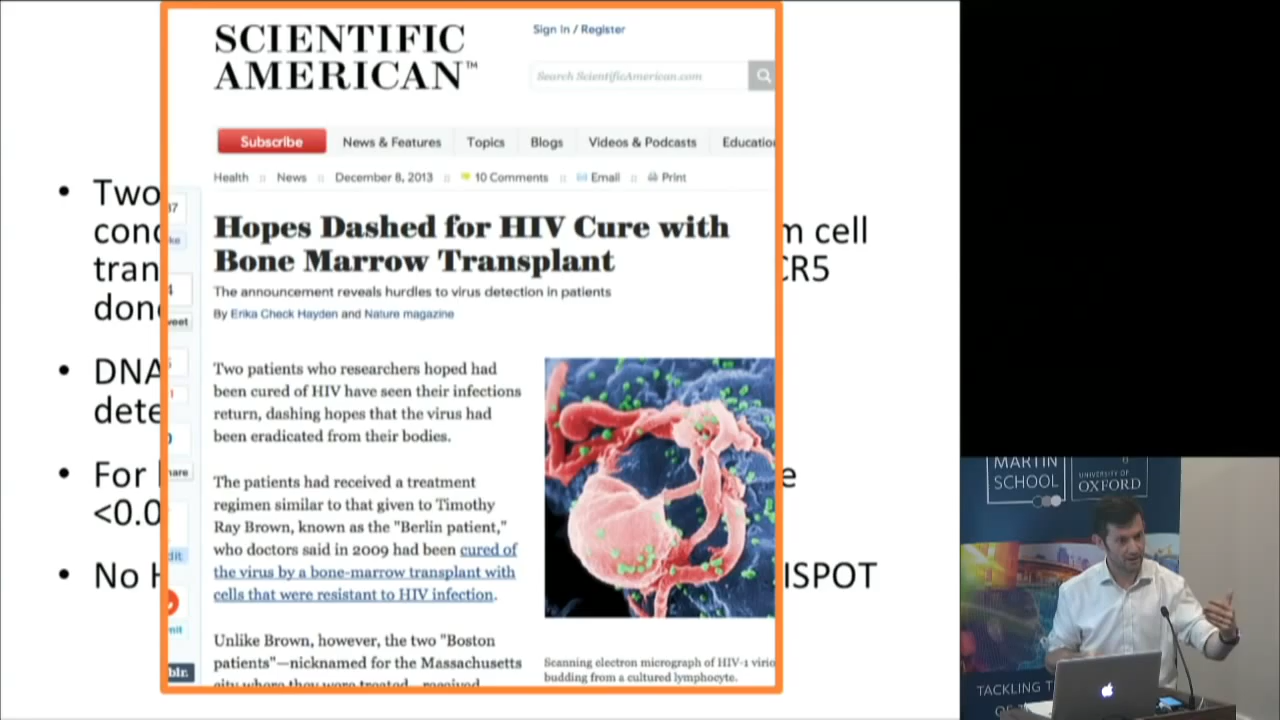 SCIENTIFIC
AMERICAN™
Sign In / Register
Search ScientificAmerican.com
Subscribe
News & Features
Topics
Blogs
Videos & Podcasts
Educatio
Health :: News :: December 8, 2013 :: 10 Comments :: Email :: Print
Hopes Dashed for HIV Cure with
Bone Marrow Transplant
The announcement reveals hurdles to virus detection in patients
By Erika Check Hayden and Nature magazine
Two patients who researchers hoped had
been cured of HIV have seen their infections
return, dashing hopes that the virus had
been eradicated from their bodies.
The patients had received a treatment
regimen similar to that given to Timothy
Ray Brown, known as the "Berlin patient,"
who doctors said in 2009 had been cured of
the virus by a bone-marrow transplant with
cells that were resistant to HIV infection.
Unlike Brown, however, the two "Boston
patients"—nicknamed for the Massachusetts
city where they were treated—received
Scanning electron micrograph of HIV-1 virio
budding from a cultured lymphocyte.
• Two
conc
m cell
tran
CR5
done
• DNA
dete
• For
e
<0.0
• No H
ISPOT
MARTIN
SCHOOL
UNIVERSITY OF
OXFORD
TACKLING T
OF